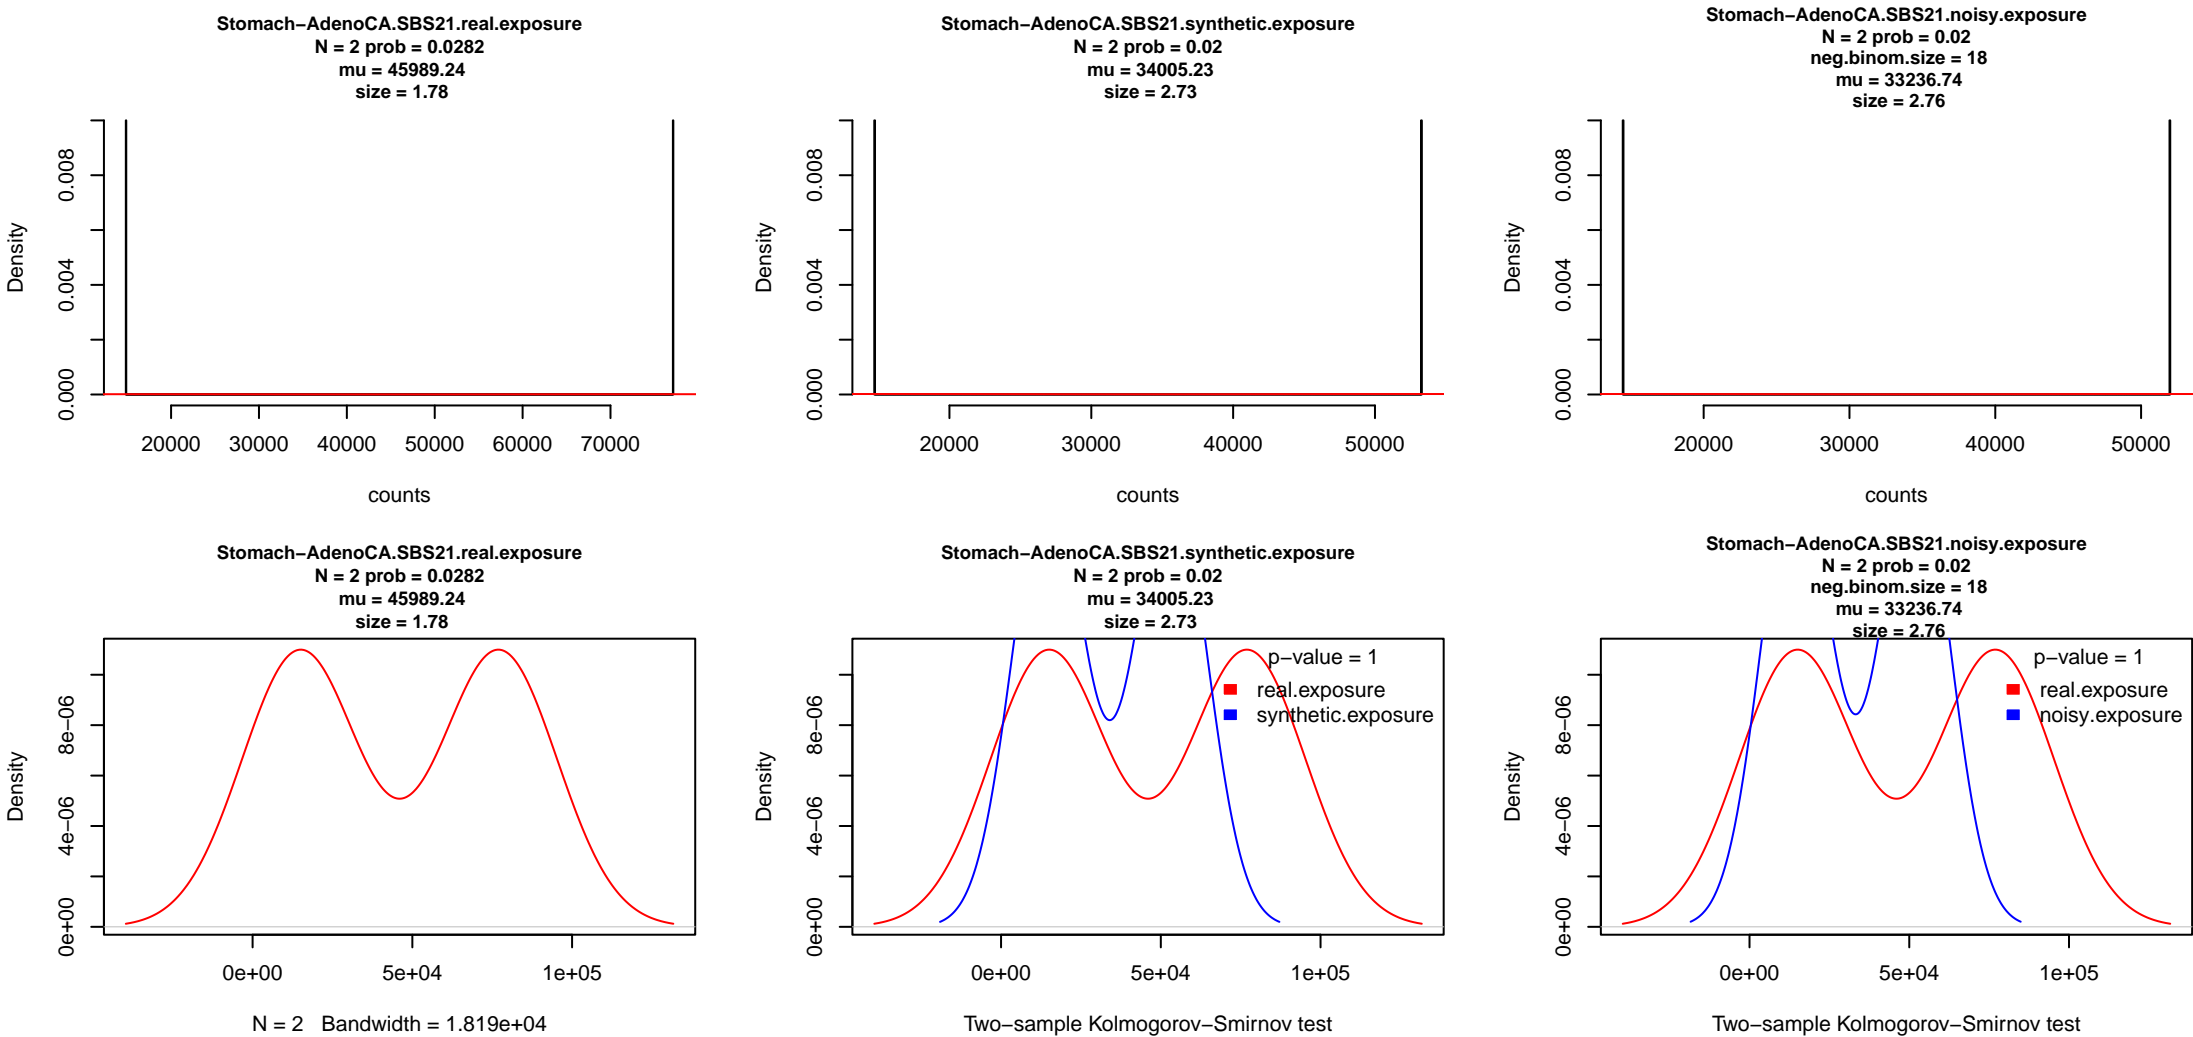 Stomach−AdenoCA.SBS21.real.exposure
N = 2 prob = 0.0282
mu = 45989.24
size = 1.78
Density
0.000 0.004 0.008
20000 30000 40000 50000 60000 70000
counts
Stomach−AdenoCA.SBS21.synthetic.exposure
N = 2 prob = 0.02
mu = 34005.23
size = 2.73
Density
0.000 0.004 0.008
20000 30000 40000 50000
counts
Stomach−AdenoCA.SBS21.noisy.exposure
N = 2 prob = 0.02
neg.binom.size = 18
mu = 33236.74
size = 2.76
Density
0.000 0.004 0.008
20000 30000 40000 50000
counts
Stomach−AdenoCA.SBS21.real.exposure
N = 2 prob = 0.0282
mu = 45989.24
size = 1.78
Density
0e+00 4e−06 8e−06
0e+00 5e+04 1e+05
N = 2 Bandwidth = 1.819e+04
Stomach−AdenoCA.SBS21.synthetic.exposure
N = 2 prob = 0.02
mu = 34005.23
size = 2.73
p−value = 1
real.exposure
synthetic.exposure
Density
0e+00 4e−06 8e−06
0e+00 5e+04 1e+05
Two−sample Kolmogorov−Smirnov test
Stomach−AdenoCA.SBS21.noisy.exposure
N = 2 prob = 0.02
neg.binom.size = 18
mu = 33236.74
size = 2.76
p−value = 1
real.exposure
noisy.exposure
Density
0e+00 4e−06 8e−06
0e+00 5e+04 1e+05
Two−sample Kolmogorov−Smirnov test